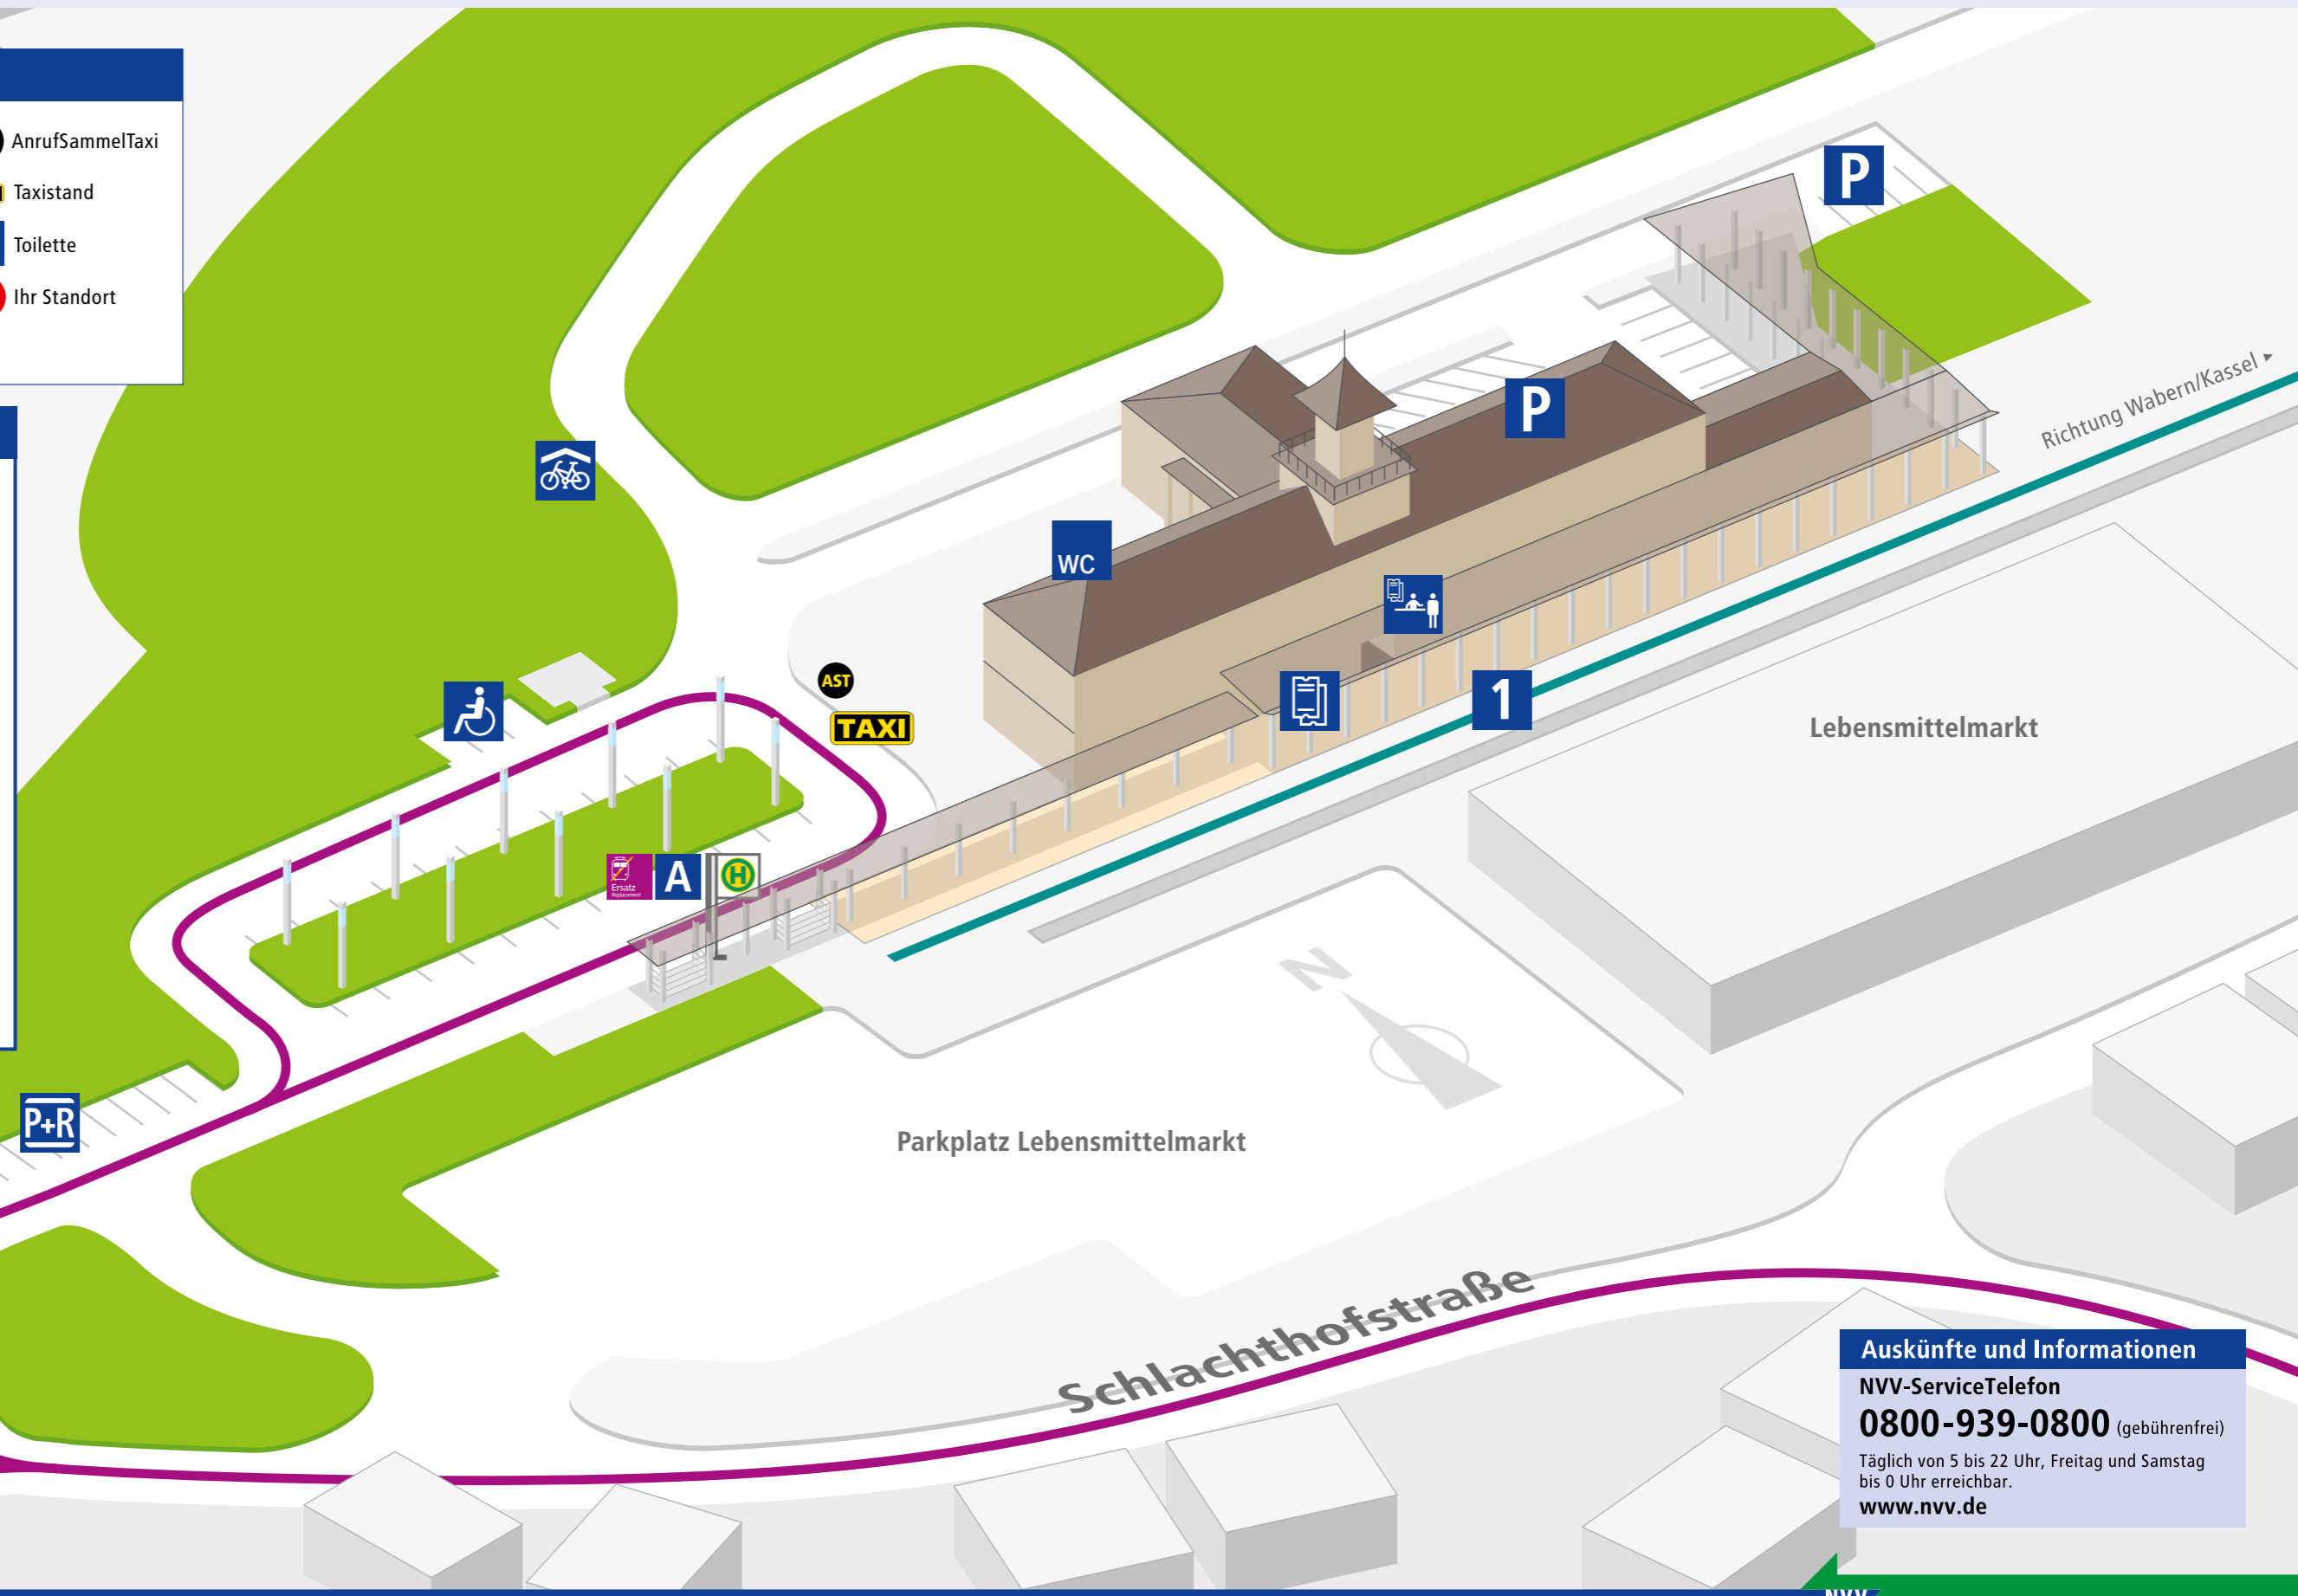 AnrufSammelTaxi
Taxistand
Toilette
Ihr Standort
P
P
Richtung Wabern/Kassel
WC
AST
TAXI
1
Lebensmittelmarkt
Ersatz
Replacement
A
H
P+R
N
Parkplatz Lebensmittelmarkt
Schlachthofstraße
Auskünfte und Informationen
NVV-ServiceTelefon
0800-939-0800 (gebührenfrei)
Täglich von 5 bis 22 Uhr, Freitag und Samstag
bis 0 Uhr erreichbar.
www.nvv.de
NVV